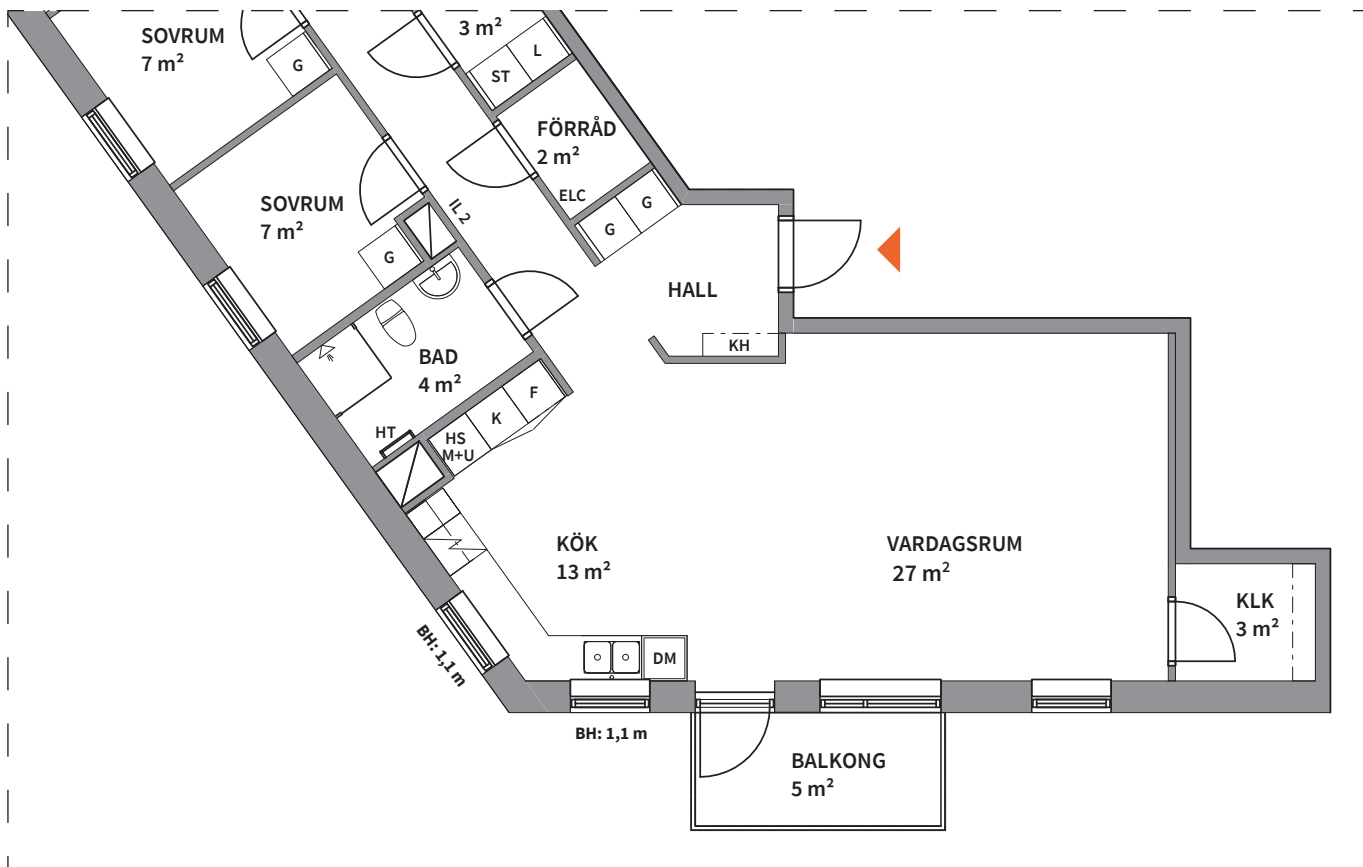 SOVRUM
7 m²
G
3 m²
L
ST
FÖRRÅD
2 m²
ELC
G
G
SOVRUM
7 m²
IL 2
G
HALL
KH
BAD
4 m²
F
K
HS
M+U
HT
KÖK
13 m²
VARDAGSRUM
27 m²
KLK
3 m²
DM
BH: 1,1 m
BH: 1,1 m
BALKONG
5 m²